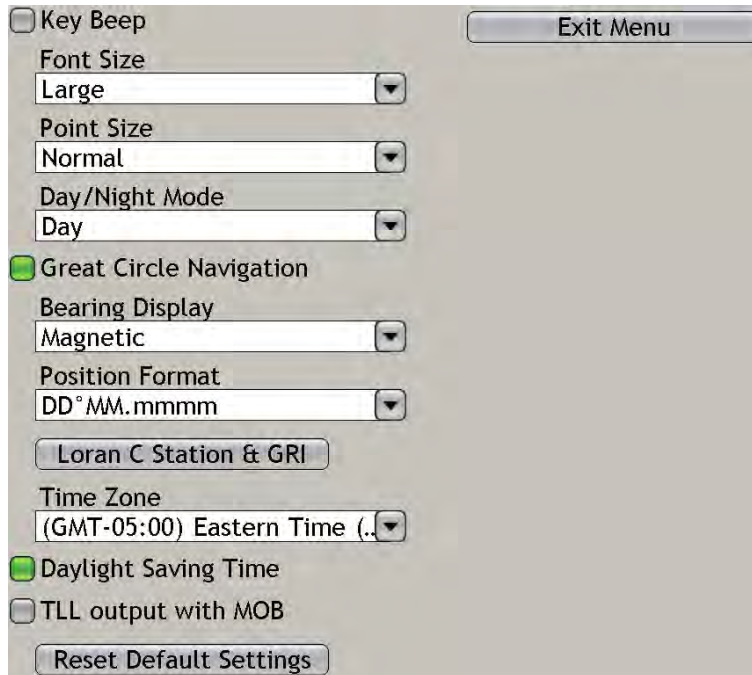 Key Beep
Exit Menu
Font Size
Large
Point Size
Normal
Day/Night Mode
Day
Great Circle Navigation
Bearing Display
Magnetic
Position Format
DD°MM.mmmm
Loran C Station & GRI
Time Zone
(GMT-05:00) Eastern Time (..
Daylight Saving Time
TLL output with MOB
Reset Default Settings